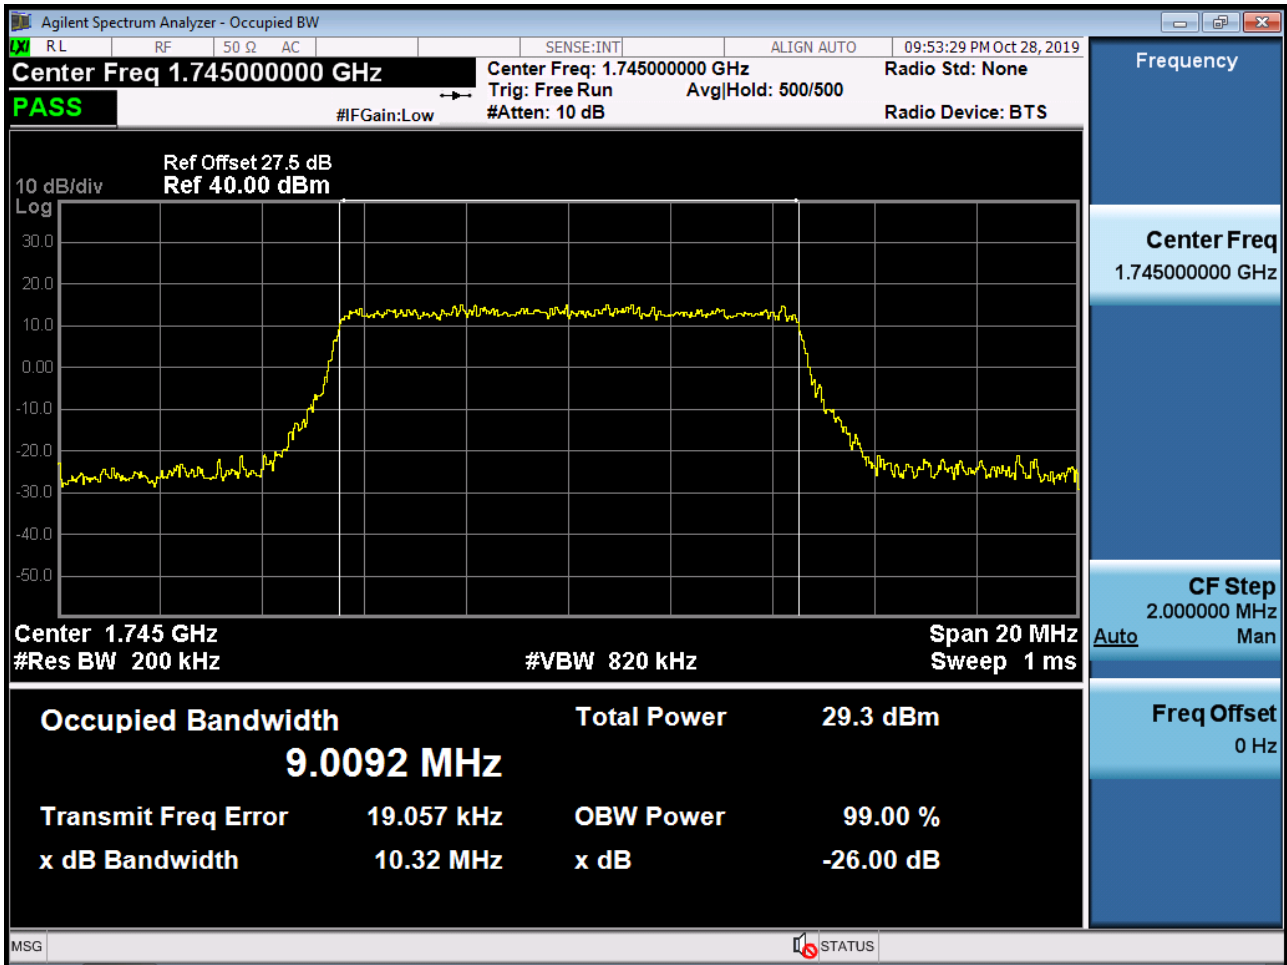 Agilent Spectrum Analyzer - Occupied BW
LXI RL RF 50 Ω AC SENSE:INT ALIGN AUTO 09:53:29 PM Oct 28, 2019
Center Freq 1.745000000 GHz
Center Freq: 1.745000000 GHz Radio Std: None
Trig: Free Run Avg|Hold: 500/500
PASS
#IFGain:Low #Atten: 10 dB Radio Device: BTS
Ref Offset 27.5 dB
10 dB/div Ref 40.00 dBm
Log
30.0
20.0
10.0
0.00
-10.0
-20.0
-30.0
-40.0
-50.0
Center 1.745 GHz Span 20 MHz
#Res BW 200 kHz #VBW 820 kHz Sweep 1 ms
Occupied Bandwidth Total Power 29.3 dBm
9.0092 MHz
Transmit Freq Error 19.057 kHz OBW Power 99.00 %
x dB Bandwidth 10.32 MHz x dB -26.00 dB
MSG STATUS
Frequency
Center Freq
1.745000000 GHz
CF Step
2.000000 MHz
Auto Man
Freq Offset
0 Hz